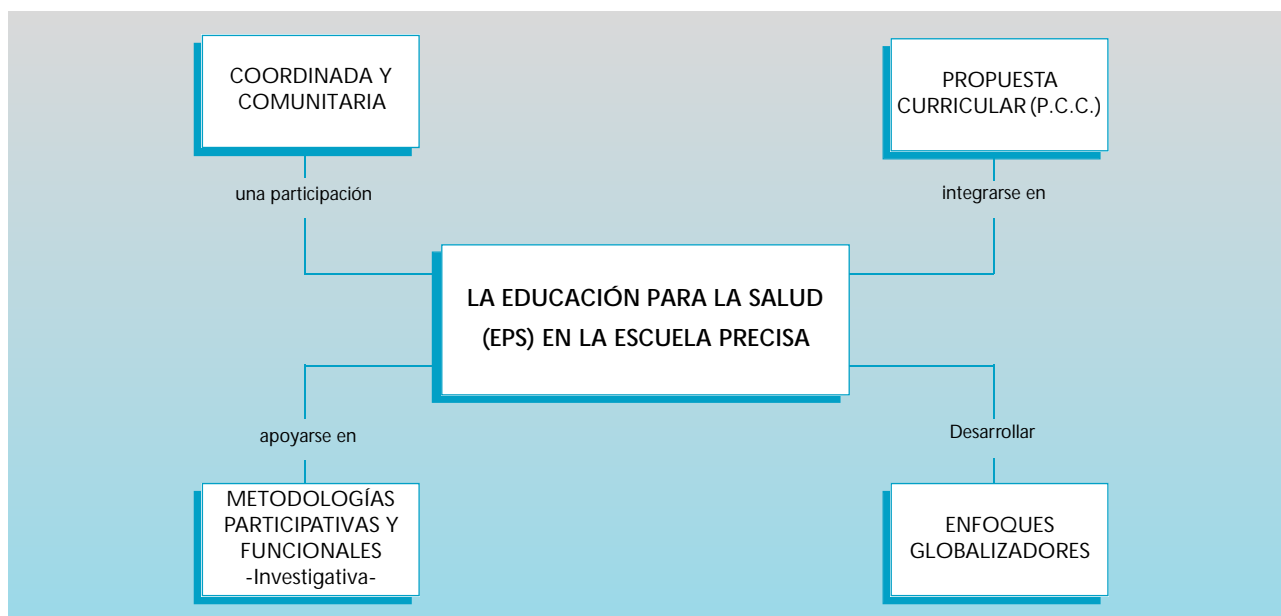 COORDINADA Y
COMUNITARIA
PROPUESTA
CURRICULAR (P.C.C.)
una participación
integrarse en
LA EDUCACIÓN PARA LA SALUD
(EPS) EN LA ESCUELA PRECISA
apoyarse en
Desarrollar
METODOLOGÍAS
PARTICIPATIVAS Y
FUNCIONALES
-Investigativa-
ENFOQUES
GLOBALIZADORES